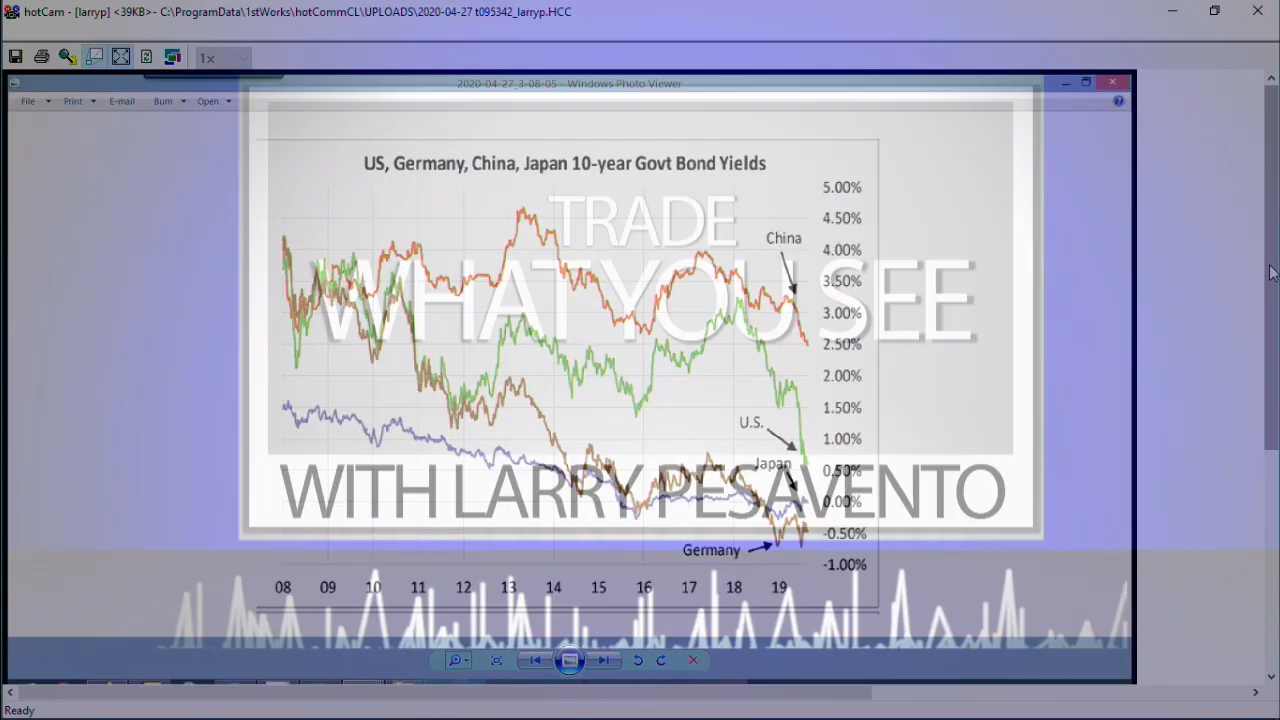 hotCam - [larryp] <39KB>- C:\ProgramData\1stWorks\hotCommCL\UPLOADS\2020-04-27 t095342_larryp.HCC
1x
2020-04-27_3-08-05 - Windows Photo Viewer
File Print E-mail Burn Open
US, Germany, China, Japan 10-year Govt Bond Yields
5.00%
TRADE
4.50%
China
4.00%
WHAT YOU SEE
3.50%
3.00%
2.50%
2.00%
1.50%
U.S.
1.00%
Japan
0.50%
WITH LARRY PESAVENTO
0.00%
-0.50%
Germany
-1.00%
08 09 10 11 12 13 14 15 16 17 18 19
Ready